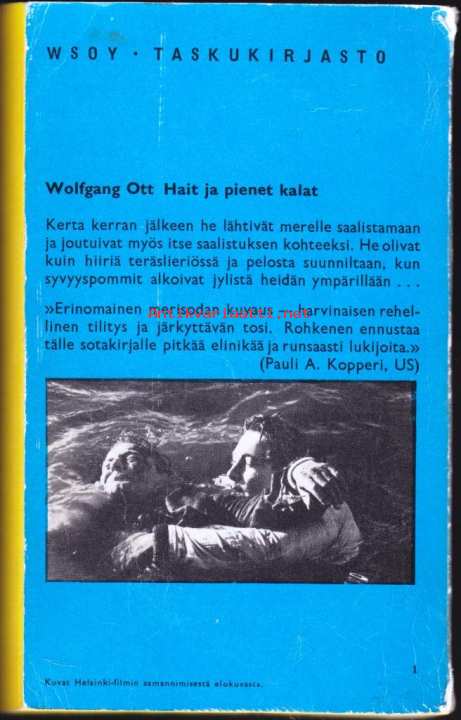 WSOY · TASKUKIRJASTO
Wolfgang Ott Hait ja pienet kalat
Kerta kerran jälkeen he lähtivät merelle saalistamaan
ja joutuivat myös itse saalistuksen kohteeksi. He olivat
kuin hiiriä teräslieriössä ja pelosta suunniltaan, kun
syvyyspommit alkoivat jylistä heidän ympärillään . . .
»Erinomainen merisodan kuvaus — harvinaisen rehel-
linen tilitys ja järkyttävän tosi. Rohkenen ennustaa
tälle sotakirjalle pitkää elinikää ja runsaasti lukijoita.»
(Pauli A. Kopperi, US)
1
Kuvat Helsinki-filmin samannimisestä elokuvasta.